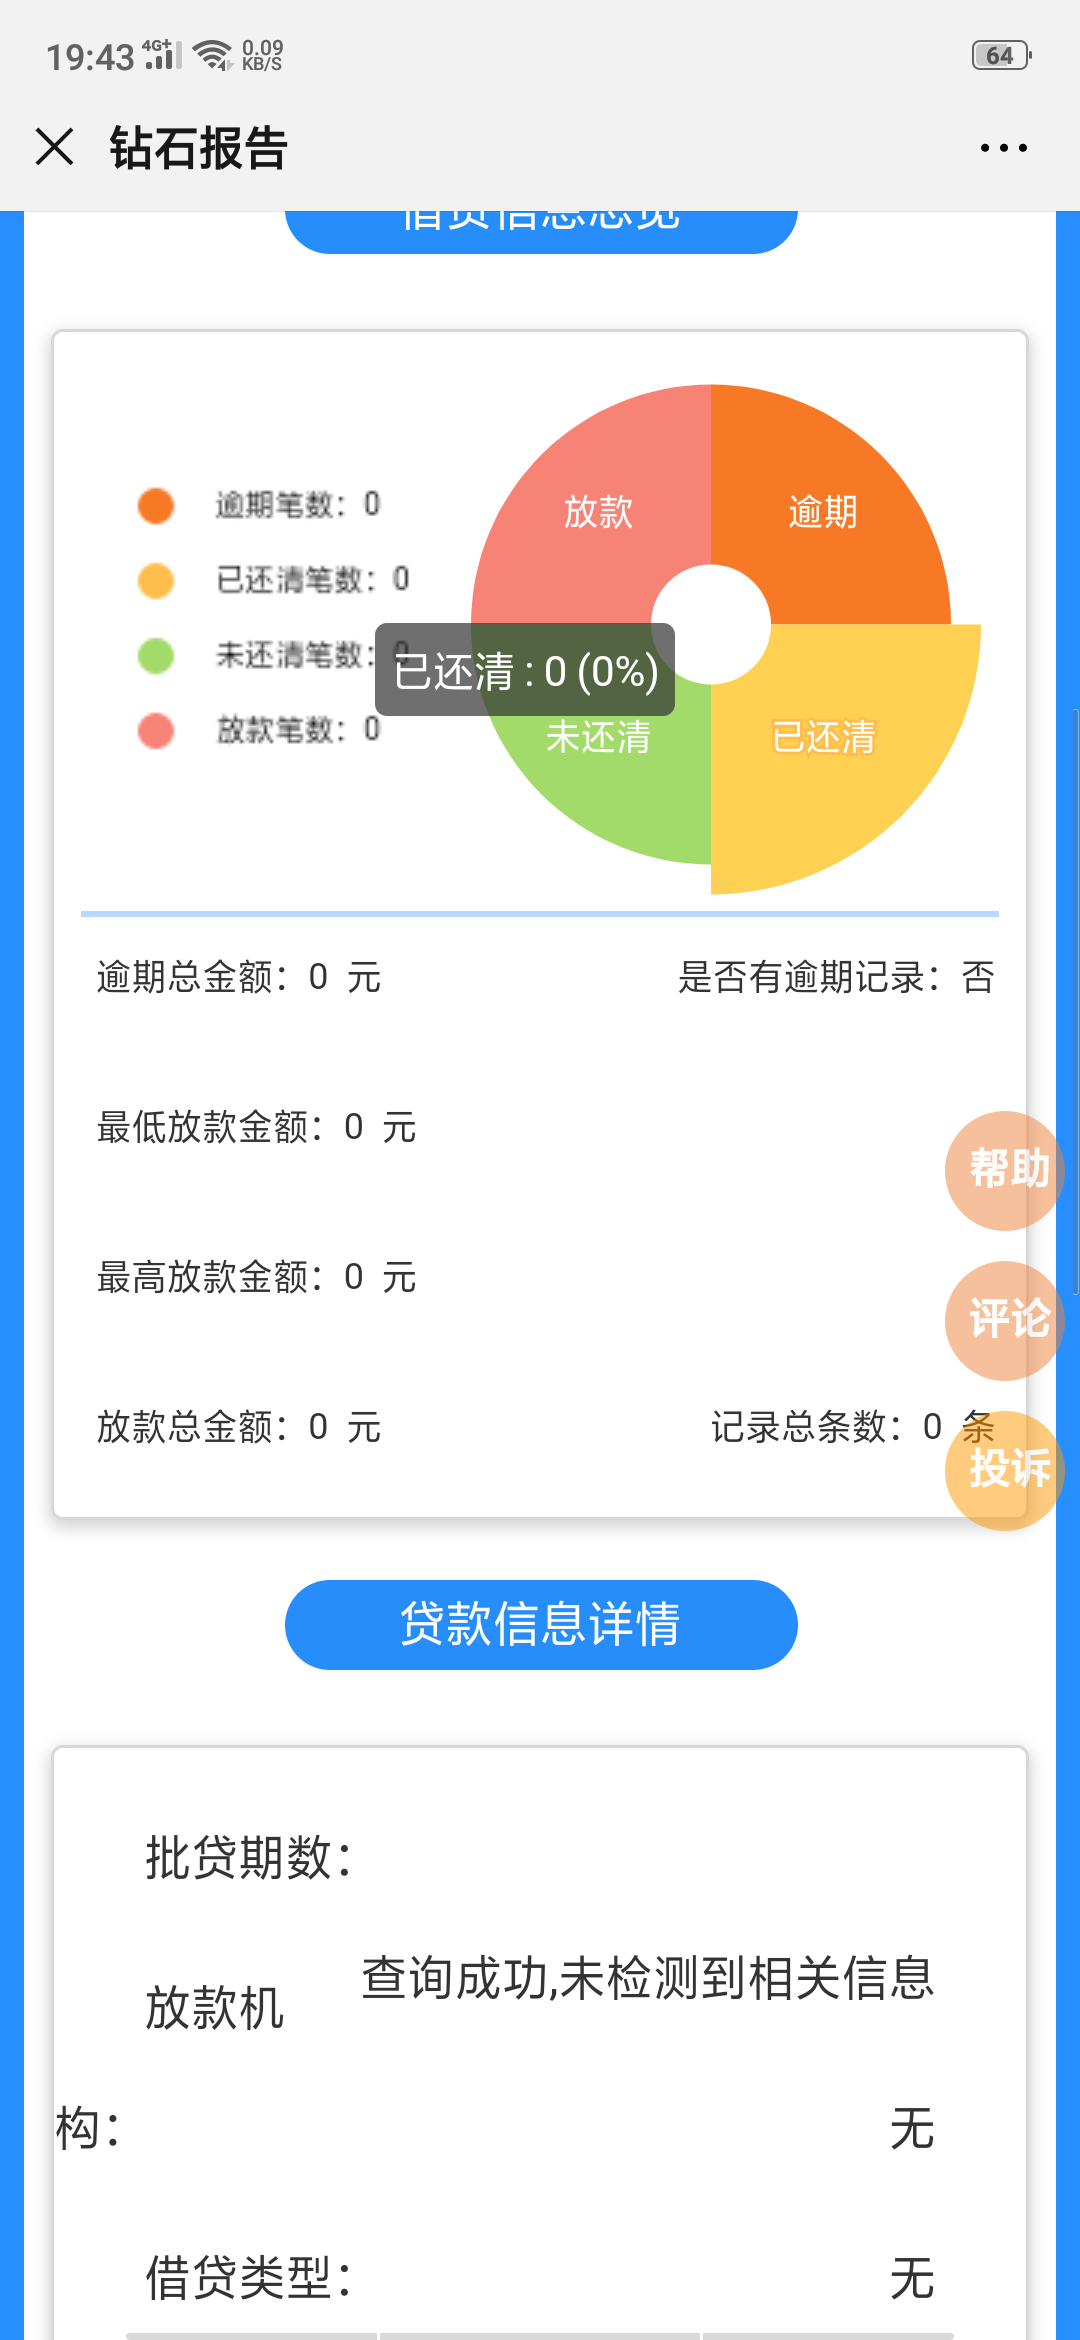 19:43 4G+ 0.09 KB/S 64
钻石报告
借贷信息总览
逾期笔数：0
已还清笔数：0
未还清笔数：0
放款笔数：0
放款
逾期
已还清 : 0 (0%)
未还清
已还清
逾期总金额：0 元
是否有逾期记录：否
最低放款金额：0 元
帮助
最高放款金额：0 元
评论
放款总金额：0 元
记录总条数：0 条
投诉
贷款信息详情
批贷期数：
查询成功,未检测到相关信息
放款机
构：
无
借贷类型：
无